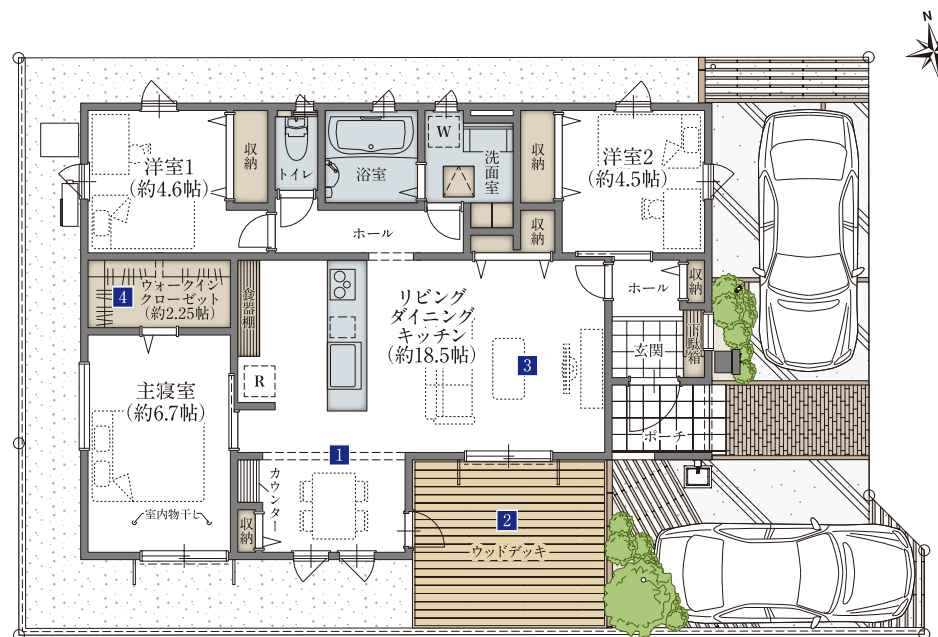 N
洋室1
(約4.6帖)
収納
トイレ
浴室
W
洗面室
収納
洋室2
(約4.5帖)
ホール
収納
4
ウォークイン
クローゼット
(約2.25帖)
食器棚
リビング
ダイニング
キッチン
(約18.5帖)
ホール
収納
玄関
下駄箱
3
R
主寝室
(約6.7帖)
ポーチ
1
カウンター
収納
室内物干し
2
ウッドデッキ